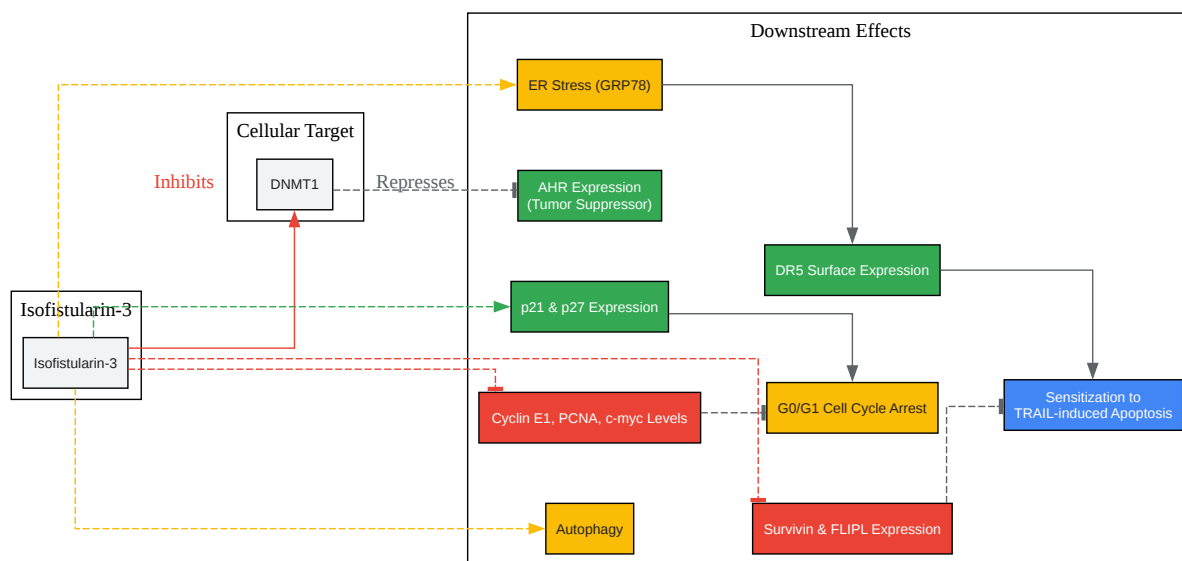 Downstream Effects
ER Stress (GRP78)
Cellular Target
Inhibits
DNMT1
Represses
AHR Expression
(Tumor Suppressor)
DR5 Surface Expression
Isofistularin-3
p21 & p27 Expression
Isofistularin-3
Cyclin E1, PCNA, c-myc Levels
G0/G1 Cell Cycle Arrest
Sensitization to
TRAIL-induced Apoptosis
Autophagy
Survivin & FLIPL Expression